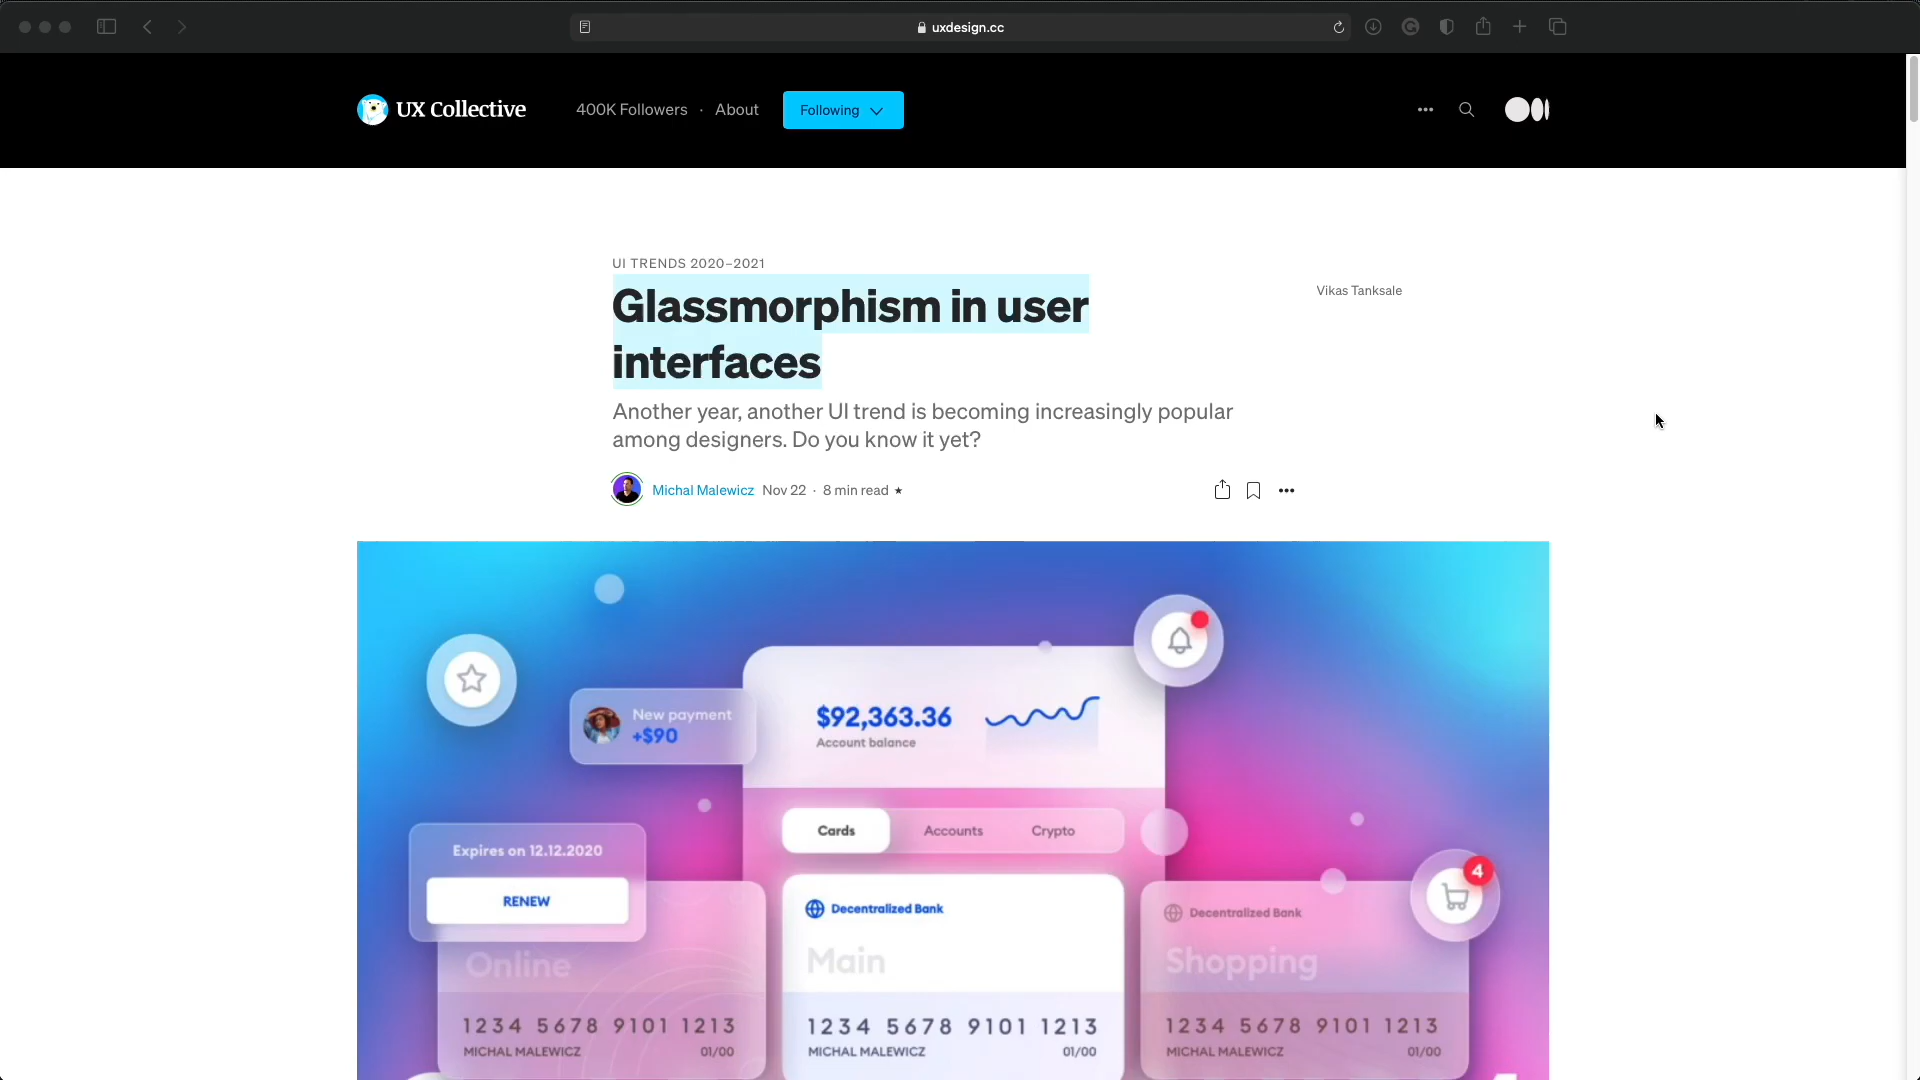 uxdesign.cc
UX Collective
400K Followers · About
Following
UI TRENDS 2020–2021
Glassmorphism in user
interfaces
Vikas Tanksale
Another year, another UI trend is becoming increasingly popular
among designers. Do you know it yet?
Michal Malewicz Nov 22 · 8 min read ★
New payment
+$90
$92,363.36
Account balance
Cards Accounts Crypto
Expires on 12.12.2020
RENEW
Online
1234 5678 9101 1213
MICHAL MALEWICZ 01/00
Decentralized Bank
Main
1234 5678 9101 1213
MICHAL MALEWICZ 01/00
4
Decentralized Bank
Shopping
1234 5678 9101 1213
MICHAL MALEWICZ 01/00